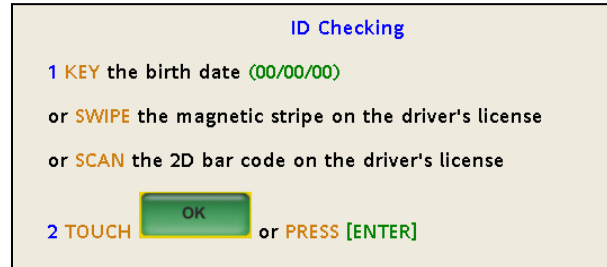 ID Checking
1 KEY the birth date (00/00/00)
or SWIPE the magnetic stripe on the driver's license
or SCAN the 2D bar code on the driver's license
2 TOUCH OK or PRESS [ENTER]